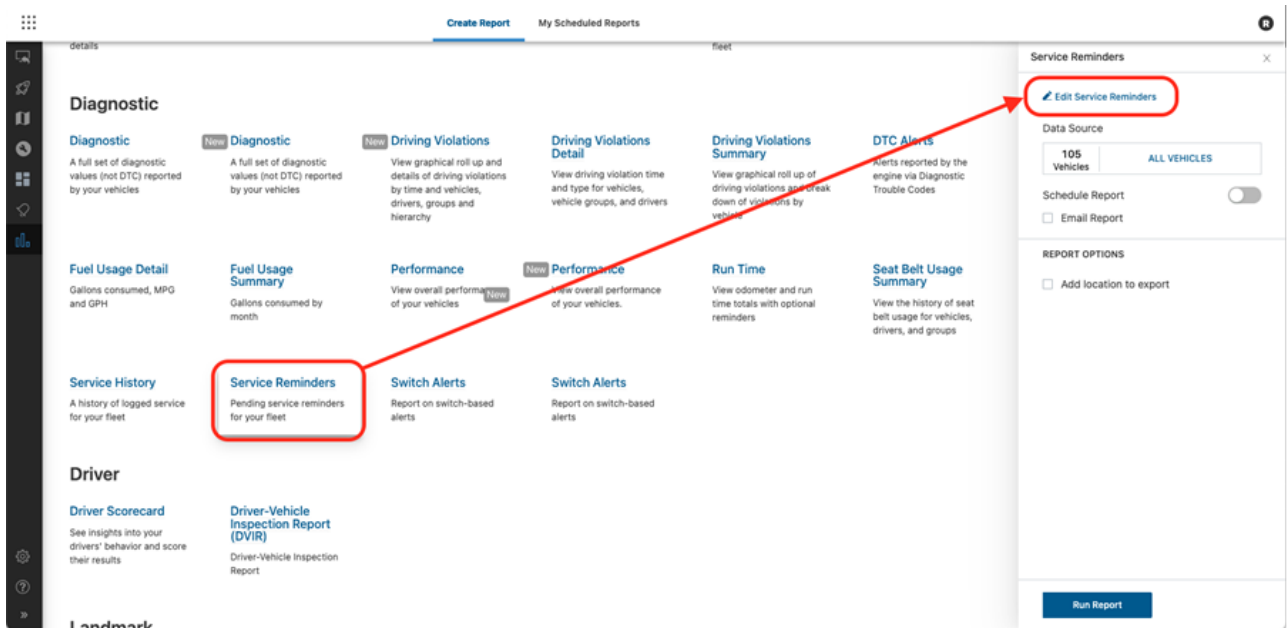 Create Report
My Scheduled Reports
R
details
fleet
Diagnostic
Diagnostic
A full set of diagnostic
values (not DTC) reported
by your vehicles
New
Diagnostic
A full set of diagnostic
values (not DTC) reported
by your vehicles
New
Driving Violations
View graphical roll up and
details of driving violations
by time and vehicles,
drivers, groups and
hierarchy
Driving Violations
Detail
View driving violation time
and type for vehicles,
vehicle groups, and drivers
Driving Violations
Summary
View graphical roll up of
driving violations and break
down of violations by
vehicle
DTC Alerts
Alerts reported by the
engine via Diagnostic
Trouble Codes
Fuel Usage Detail
Gallons consumed, MPG
and GPH
Fuel Usage
Summary
Gallons consumed by
month
Performance
View overall performance
of your vehicles
New
New
Performance
View overall performance
of your vehicles.
Run Time
View odometer and run
time totals with optional
reminders
Seat Belt Usage
Summary
View the history of seat
belt usage for vehicles,
drivers, and groups
Service History
A history of logged service
for your fleet
Service Reminders
Pending service reminders
for your fleet
Switch Alerts
Report on switch-based
alerts
Switch Alerts
Report on switch-based
alerts
Driver
Driver Scorecard
See insights into your
drivers' behavior and score
their results
Driver-Vehicle
Inspection Report
(DVIR)
Driver-Vehicle Inspection
Report
Landmark
Service Reminders
Edit Service Reminders
Data Source
105
Vehicles
ALL VEHICLES
Schedule Report
Email Report
REPORT OPTIONS
Add location to export
Run Report